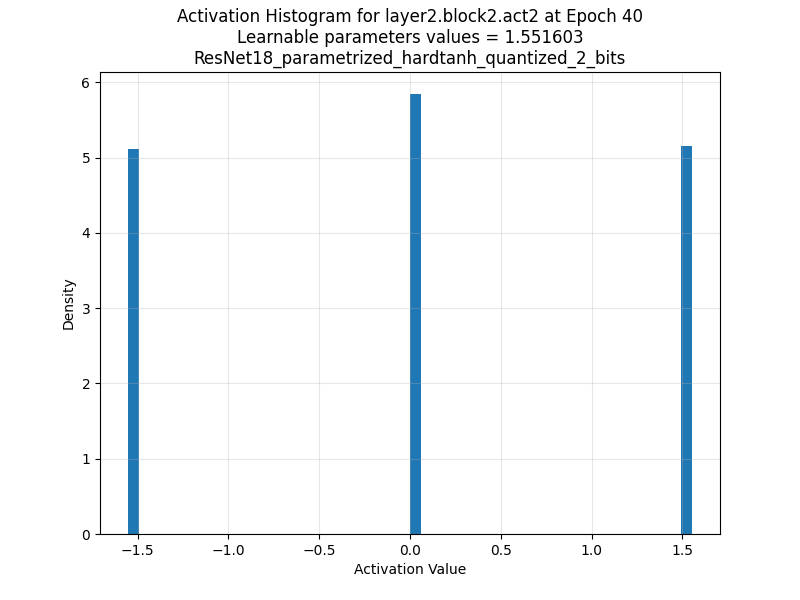 Activation Histogram for layer2.block2.act2 at Epoch 40
Learnable parameters values = 1.551603
ResNet18_parametrized_hardtanh_quantized_2_bits
6
5
4
3
2
1
0
Density
−1.5 −1.0 −0.5 0.0 0.5 1.0 1.5
Activation Value